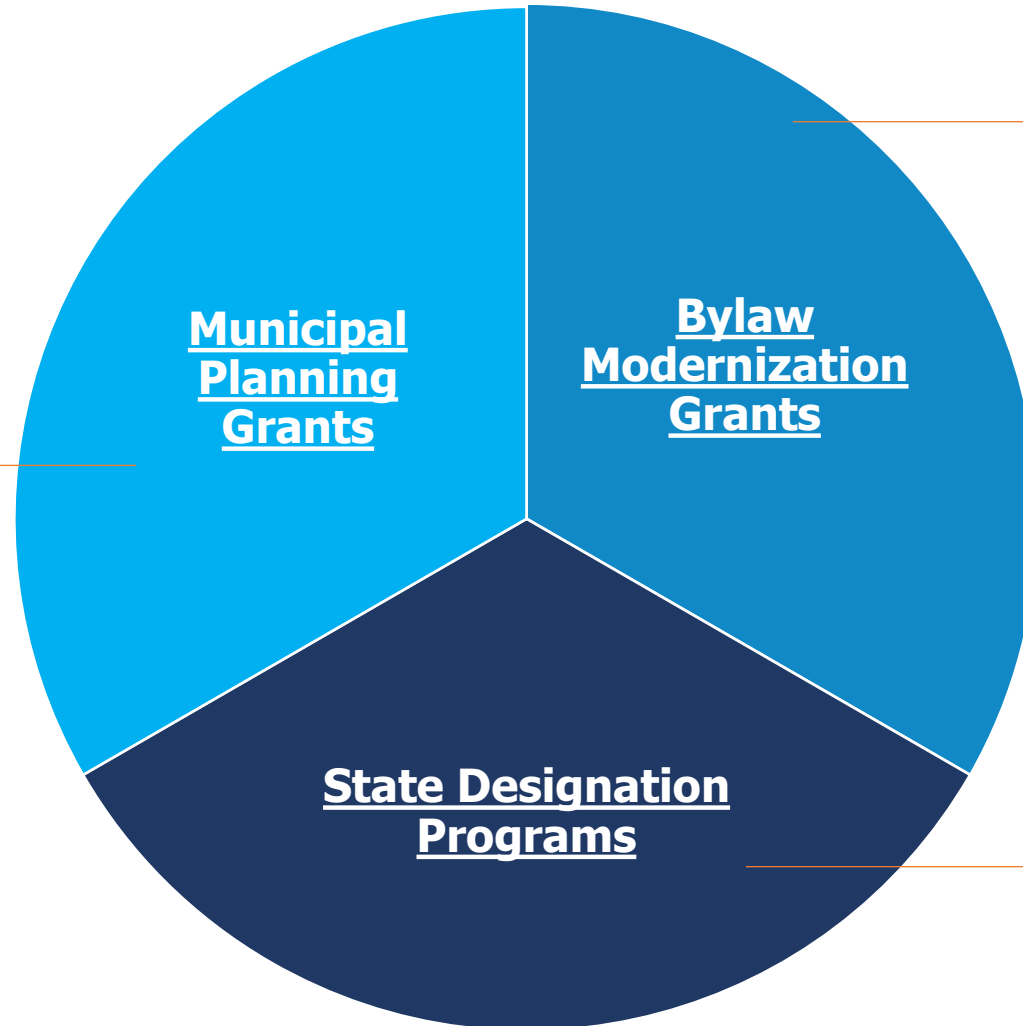 Municipal
Planning
Grants
Bylaw
Modernization
Grants
State Designation
Programs